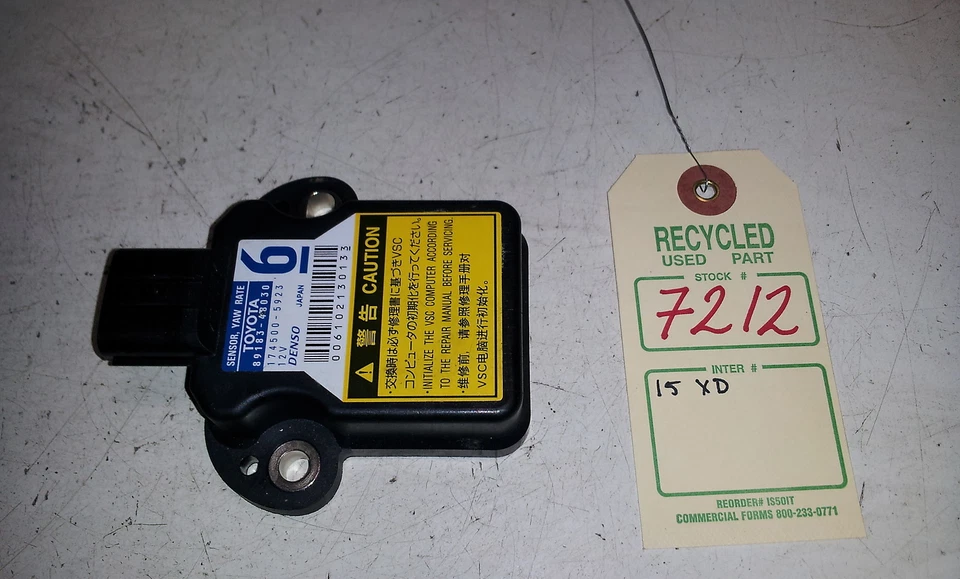 SENSOR, YAW RATE
TOYOTA
89183-48030
174500-5923
12V
DENSO
JAPAN
6
006102130133
警告 CAUTION
・交換時は必ず修理書に基づきVSC
コンピュータの初期化を行ってください。
・INITIALIZE THE VSC COMPUTER ACCORDING
TO THE REPAIR MANUAL BEFORE SERVICING.
・维修前，请参照修理手册对
VSC电脑进行初始化。
RECYCLED
USED PART
STOCK #
7212
INTER #
15 XD
REORDER# IS50IT
COMMERCIAL FORMS 800-233-0771